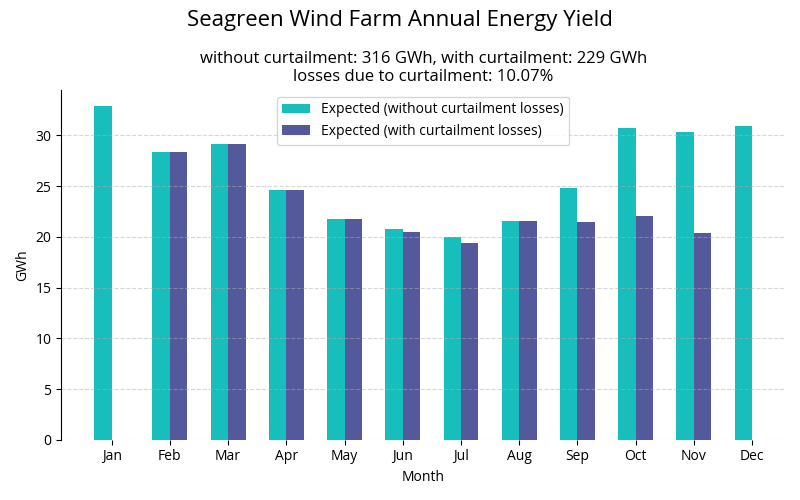 Seagreen Wind Farm Annual Energy Yield
without curtailment: 316 GWh, with curtailment: 229 GWh
losses due to curtailment: 10.07%
Expected (without curtailment losses)
Expected (with curtailment losses)
30
25
20
15
10
5
0
GWh
Jan Feb Mar Apr May Jun Jul Aug Sep Oct Nov Dec
Month